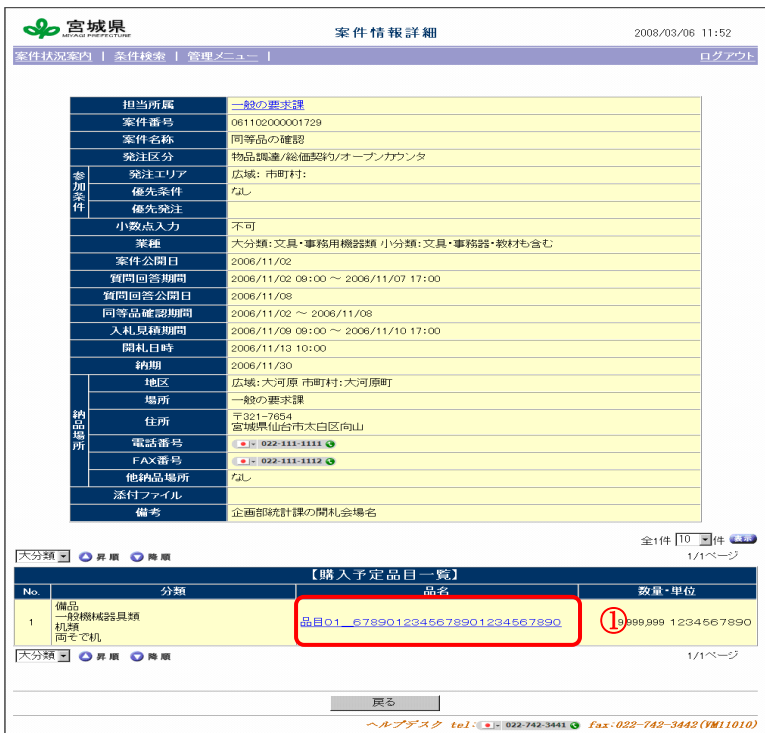 宮城県
MIYAGI PREFECTURE
案件情報詳細
2008/03/06 11:52
案件状況案内 | 条件検索 | 管理メニュー |
ログアウト
担当所属 一般の要求課
案件番号 061102000001729
案件名称 同等品の確認
発注区分 物品調達/総価契約/オープンカウンタ
参加条件
発注エリア 広域: 市町村:
優先条件 なし
優先発注
小数点入力 不可
業種 大分類:文具・事務用機器類 小分類:文具・事務器・教材も含む
案件公開日 2006/11/02
質問回答期間 2006/11/02 09:00 ～ 2006/11/07 17:00
質問回答公開日 2006/11/08
同等品確認期間 2006/11/02 ～ 2006/11/08
入札見積期間 2006/11/09 09:00 ～ 2006/11/10 17:00
開札日時 2006/11/13 10:00
納期 2006/11/30
納品場所
地区 広域:大河原 市町村:大河原町
場所 一般の要求課
住所 〒321-7654
宮城県仙台市太白区向山
電話番号 022-111-1111
FAX番号 022-111-1112
他納品場所 なし
添付ファイル
備考 企画部統計課の開札会場名
全1件 10 件 表示
大分類 昇順 降順 1/1ページ
【購入予定品目一覧】
No. 分類 品名 数量・単位
1
備品
一般機械器具類
机類
両そで机
品目01__6789012345678901234567890
① 9,999,999 1234567890
大分類 昇順 降順 1/1ページ
戻る
ヘルプデスク tel: 022-742-3441 fax:022-742-3442(VM11010)